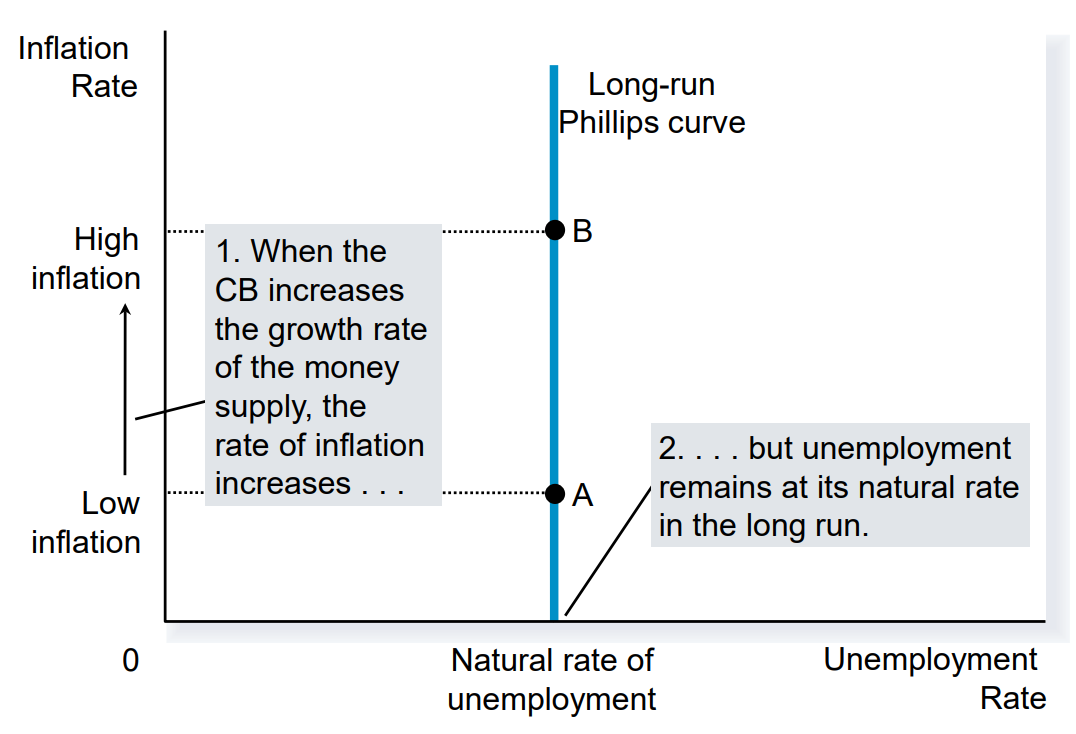 Inflation
Rate
Long-run
Phillips curve
High
inflation
B
1. When the
CB increases
the growth rate
of the money
supply, the
rate of inflation
increases . . .
Low
inflation
A
2. . . . but unemployment
remains at its natural rate
in the long run.
0
Natural rate of
unemployment
Unemployment
Rate